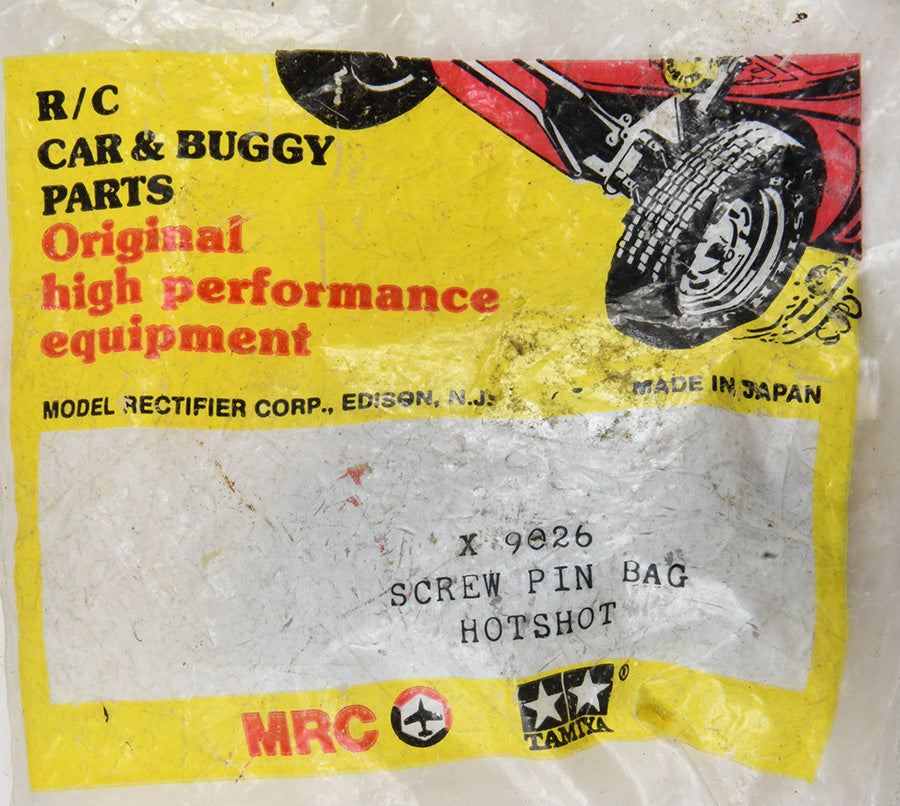 R/C
CAR & BUGGY
PARTS
Original
high performance
equipment
MODEL RECTIFIER CORP., EDISON, N.J. MADE IN JAPAN
X 9026
SCREW PIN BAG
HOTSHOT
MRC TAMIYA®